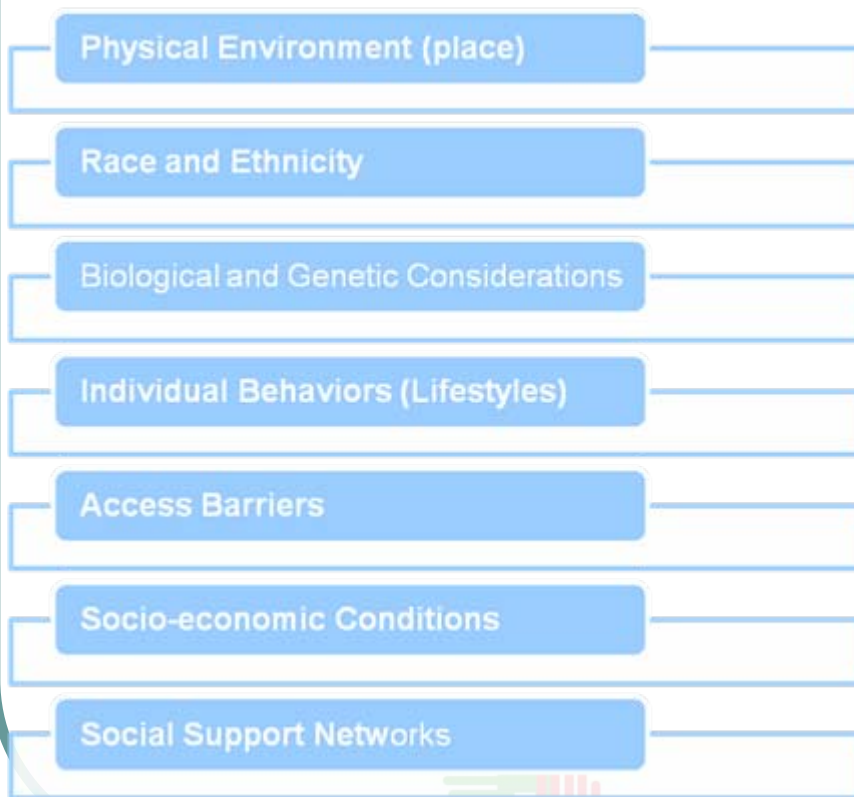 Physical Environment (place)
Race and Ethnicity
Biological and Genetic Considerations
Individual Behaviors (Lifestyles)
Access Barriers
Socio-economic Conditions
Social Support Networks